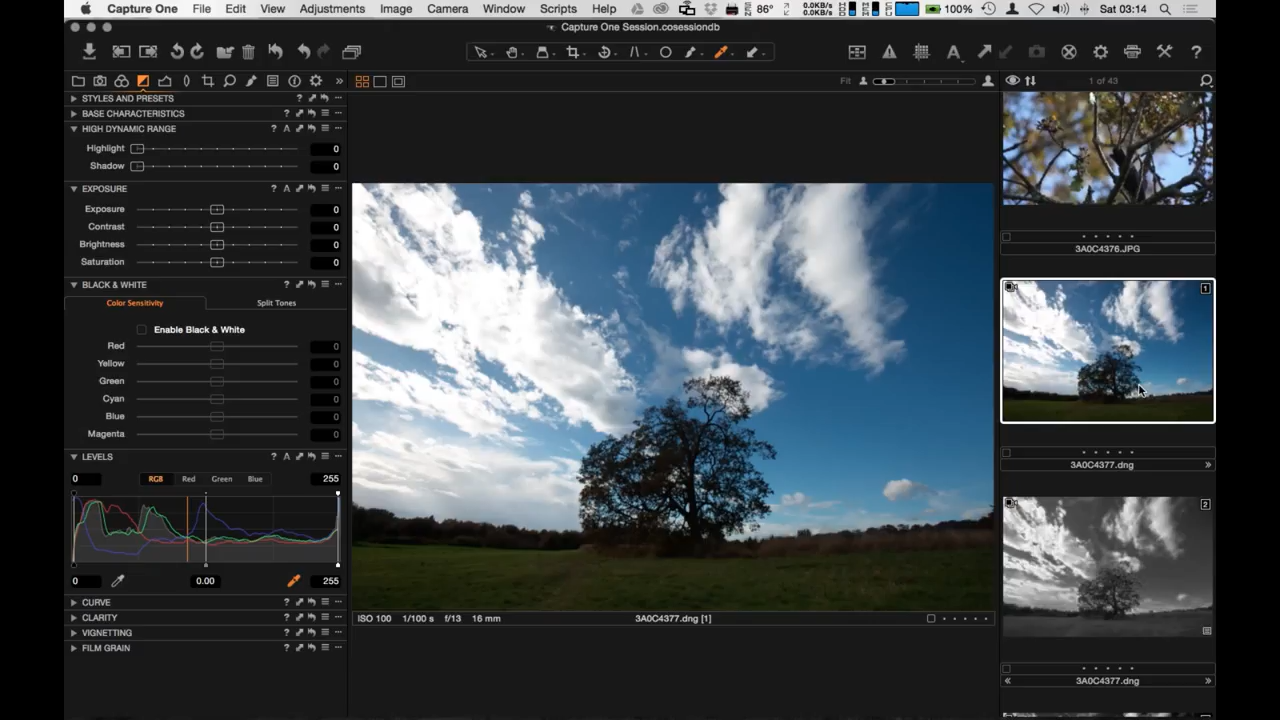 Capture One File Edit View Adjustments Image Camera Window Scripts Help 86° 0.0KB/s 0.0KB/s 100% Sat 03:14
Capture One Session.cosessiondb
Fit
1 of 43
STYLES AND PRESETS
BASE CHARACTERISTICS
HIGH DYNAMIC RANGE
Highlight 0
Shadow 0
EXPOSURE
Exposure 0
Contrast 0
Brightness 0
Saturation 0
BLACK & WHITE
Color Sensitivity Split Tones
Enable Black & White
Red 0
Yellow 0
Green 0
Cyan 0
Blue 0
Magenta 0
LEVELS
0 RGB Red Green Blue 255
0 0.00 255
CURVE
CLARITY
VIGNETTING
FILM GRAIN
ISO 100 1/100 s f/13 16 mm 3A0C4377.dng [1]
3A0C4376.JPG
1
3A0C4377.dng
2
3A0C4377.dng